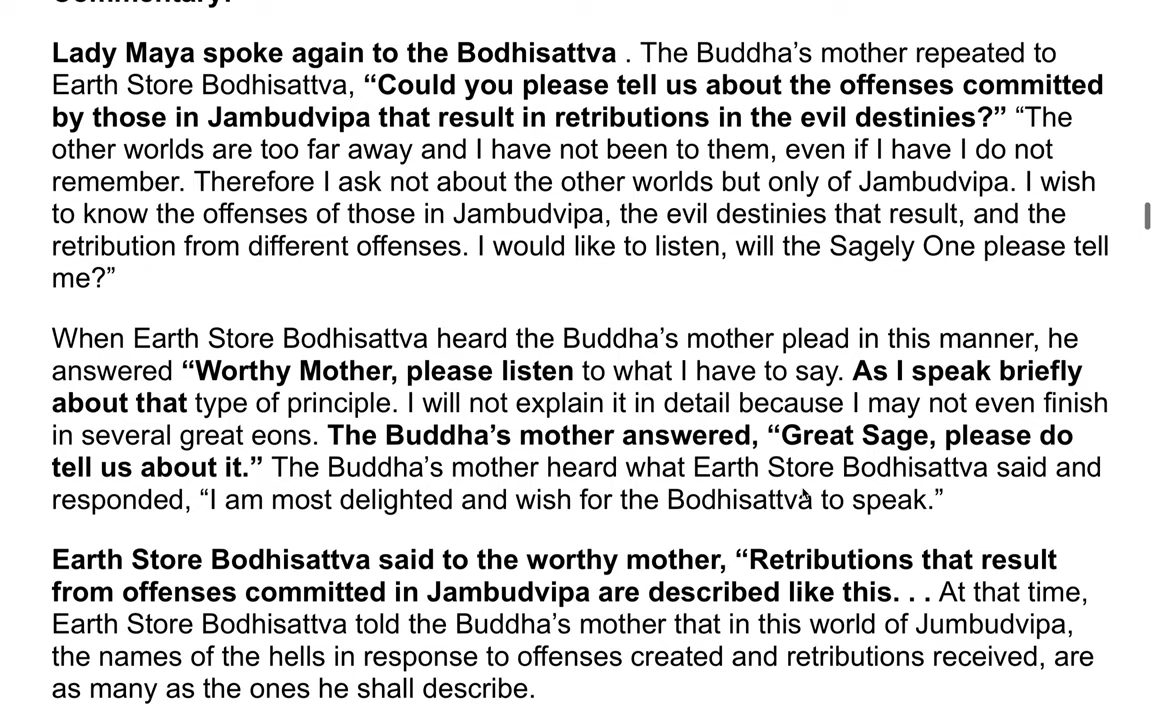 Commentary:
Lady Maya spoke again to the Bodhisattva . The Buddha’s mother repeated to
Earth Store Bodhisattva, “Could you please tell us about the offenses committed
by those in Jambudvipa that result in retributions in the evil destinies?” “The
other worlds are too far away and I have not been to them, even if I have I do not
remember. Therefore I ask not about the other worlds but only of Jambudvipa. I wish
to know the offenses of those in Jambudvipa, the evil destinies that result, and the
retribution from different offenses. I would like to listen, will the Sagely One please tell
me?”
When Earth Store Bodhisattva heard the Buddha’s mother plead in this manner, he
answered “Worthy Mother, please listen to what I have to say. As I speak briefly
about that type of principle. I will not explain it in detail because I may not even finish
in several great eons. The Buddha’s mother answered, “Great Sage, please do
tell us about it.” The Buddha’s mother heard what Earth Store Bodhisattva said and
responded, “I am most delighted and wish for the Bodhisattva to speak.”
Earth Store Bodhisattva said to the worthy mother, “Retributions that result
from offenses committed in Jambudvipa are described like this. . . At that time,
Earth Store Bodhisattva told the Buddha’s mother that in this world of Jumbudvipa,
the names of the hells in response to offenses created and retributions received, are
as many as the ones he shall describe.